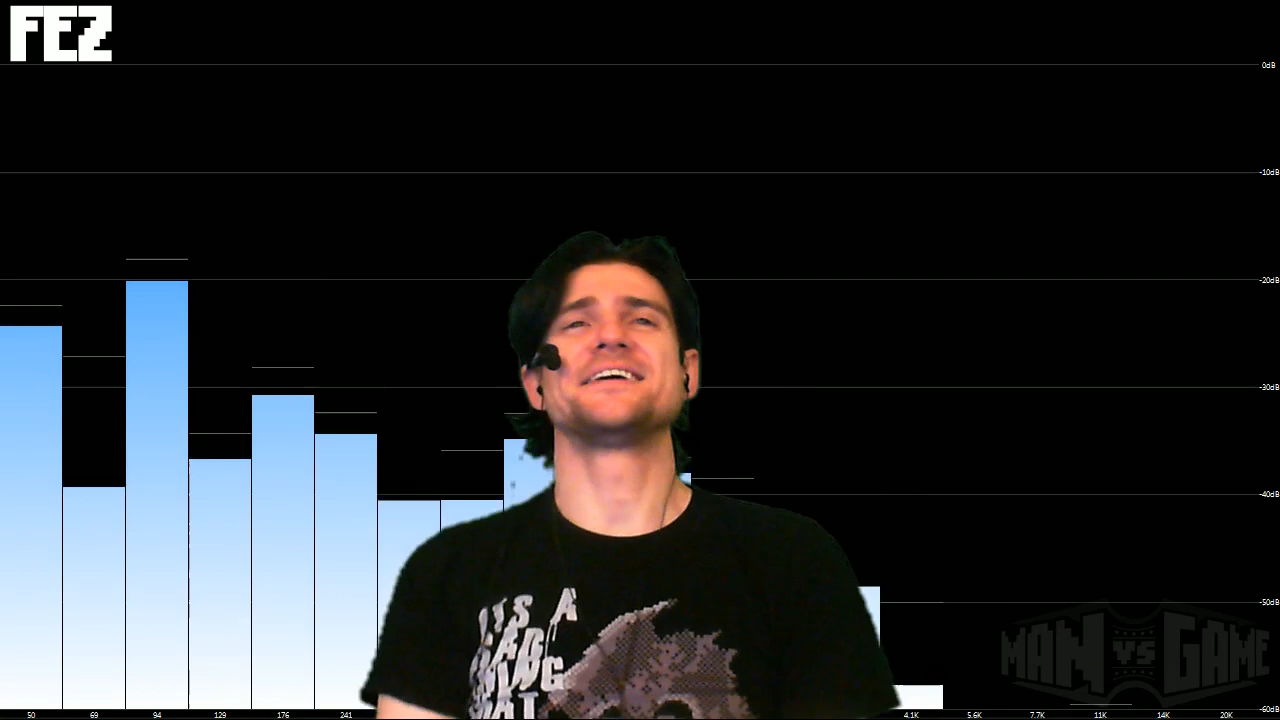 FEZ
0dB
-10dB
-20dB
-30dB
-40dB
-50dB
-60dB
50 69 94 129 176 241 4.1K 5.6K 7.7K 11K 14K 20K
IT'S A
MAN VS GAME